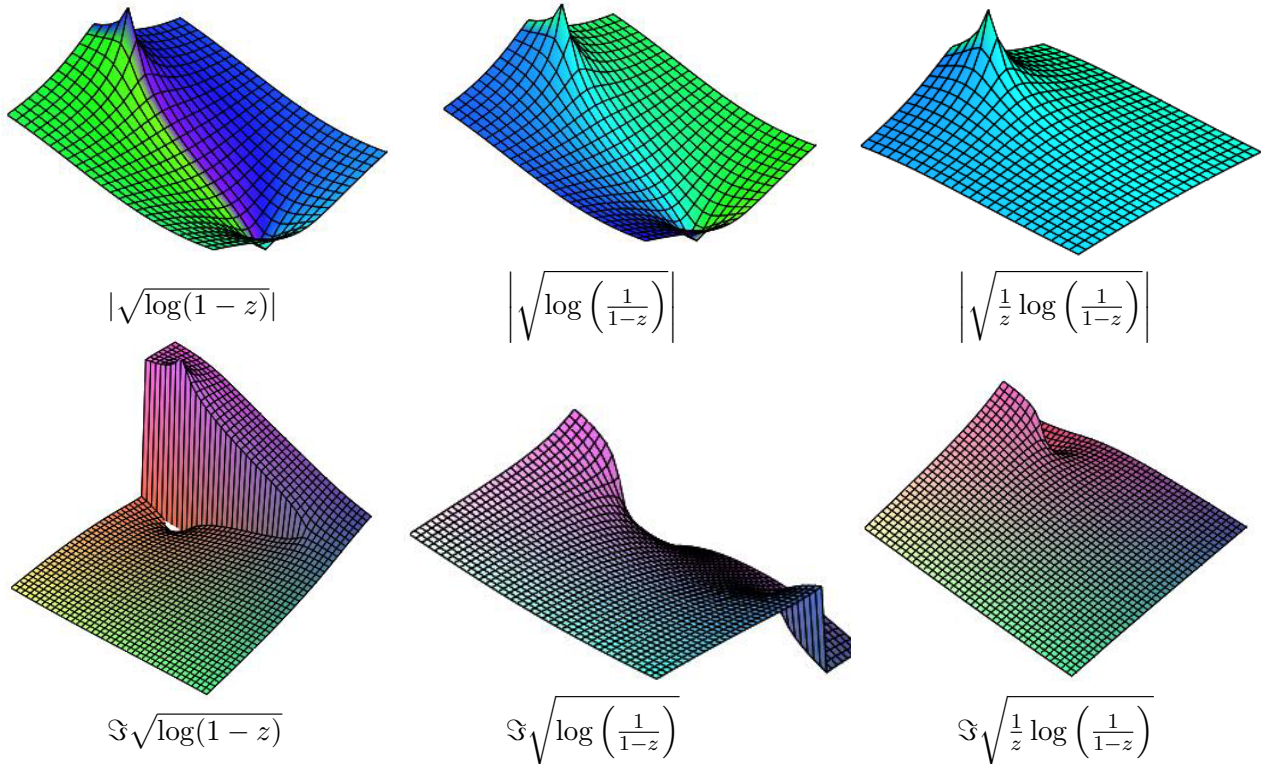 |√log(1 − z)|
|√log(1/(1−z))|
|√(1/z) log(1/(1−z))|
ℑ√log(1 − z)
ℑ√log(1/(1−z))
ℑ√(1/z) log(1/(1−z))